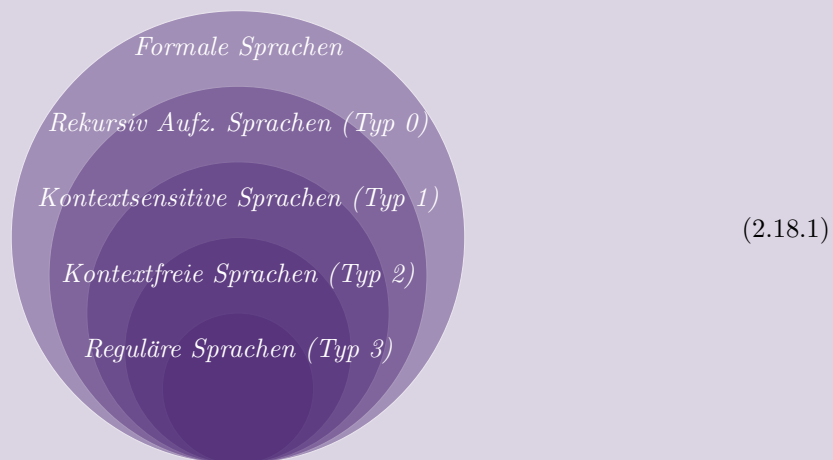 Formale Sprachen
Rekursiv Aufz. Sprachen (Typ 0)
Kontextsensitive Sprachen (Typ 1)
(2.18.1)
Kontextfreie Sprachen (Typ 2)
Reguläre Sprachen (Typ 3)